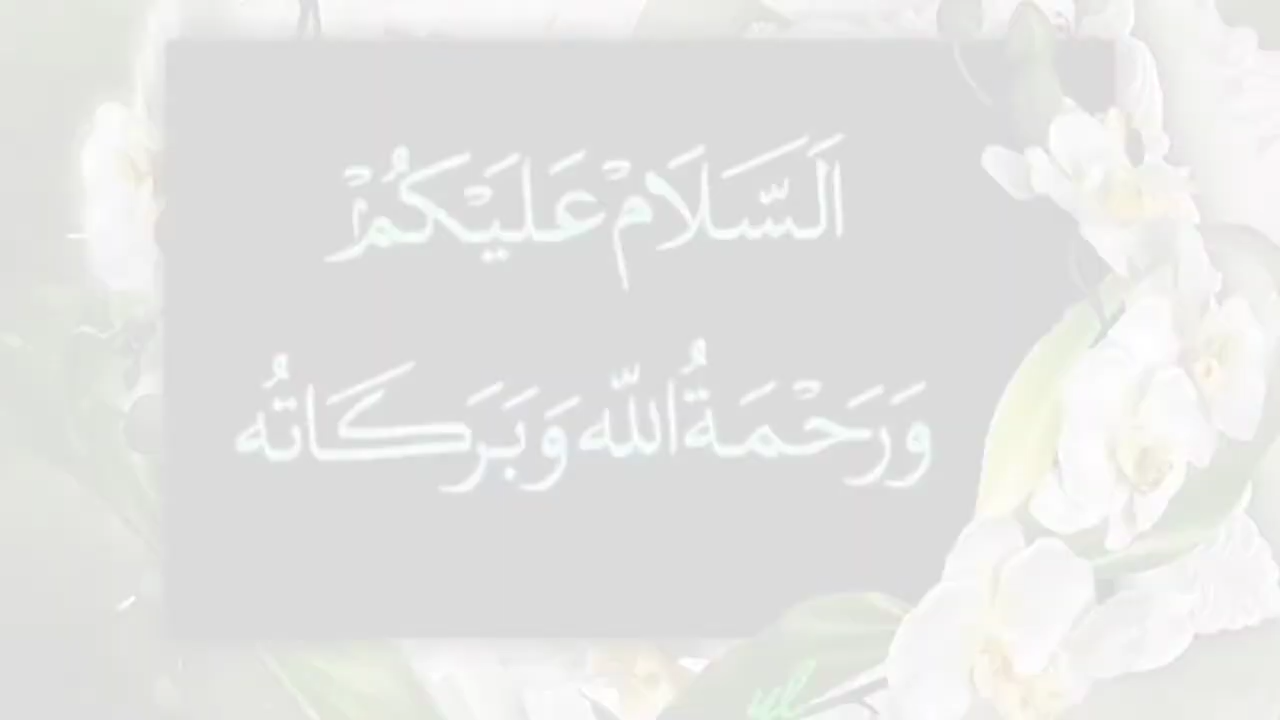 اَلسَّلَامْ عَلَيْكُمْ
وَرَحْمَةُ اللّٰه وَبَرَكَاتُه